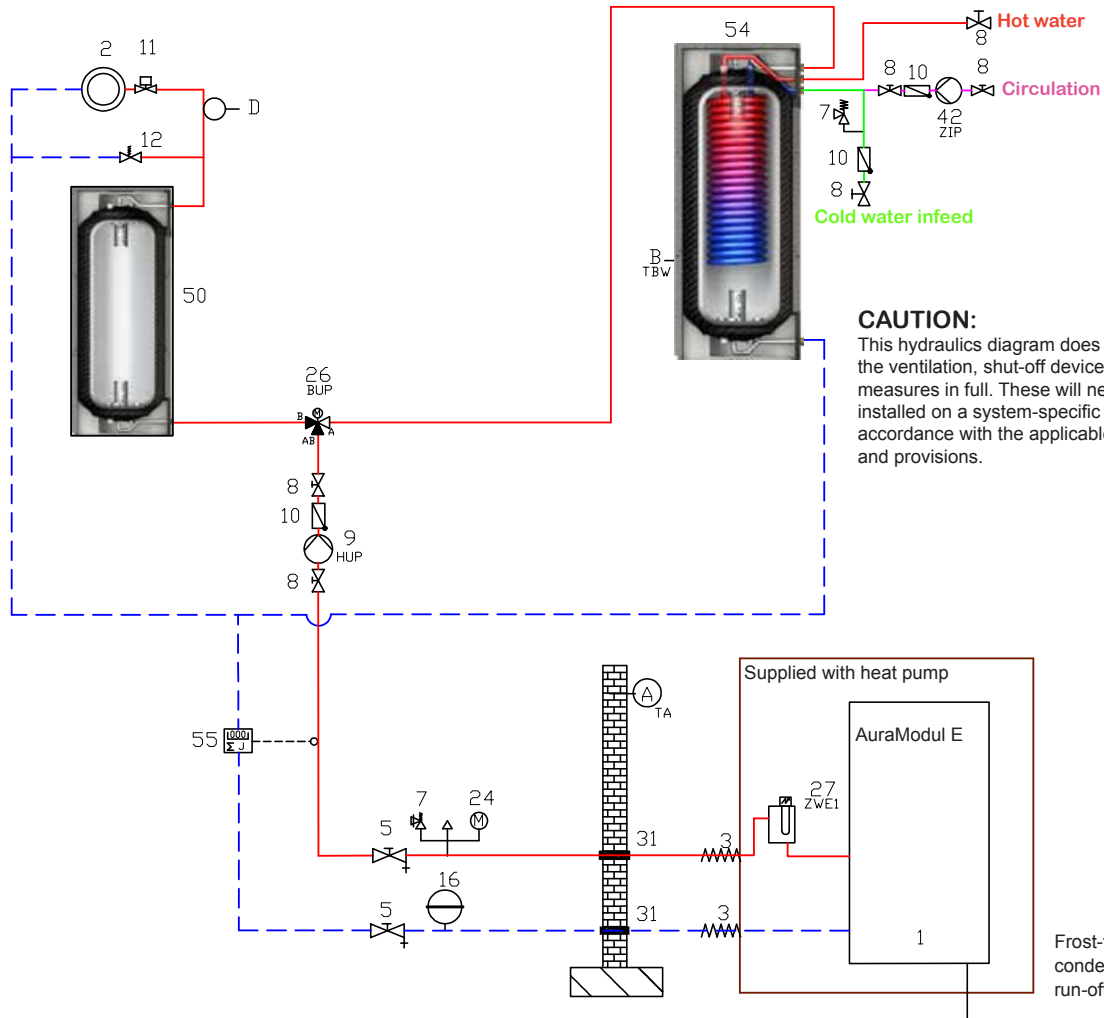 54
Hot water
8
2
11
8
10
8
Circulation
D
7
42
ZIP
12
10
8
Cold water infeed
B
TBW
50
CAUTION:
This hydraulics diagram does
the ventilation, shut-off device
measures in full. These will ne
installed on a system-specific
accordance with the applicable
and provisions.
26
BUP
M
B
A
AB
8
10
9
HUP
8
Supplied with heat pump
A
TA
AuraModul E
55
000
Σ J
27
ZWE1
7
24
M
5
31
3
16
5
31
3
1
Frost-
conde
run-of